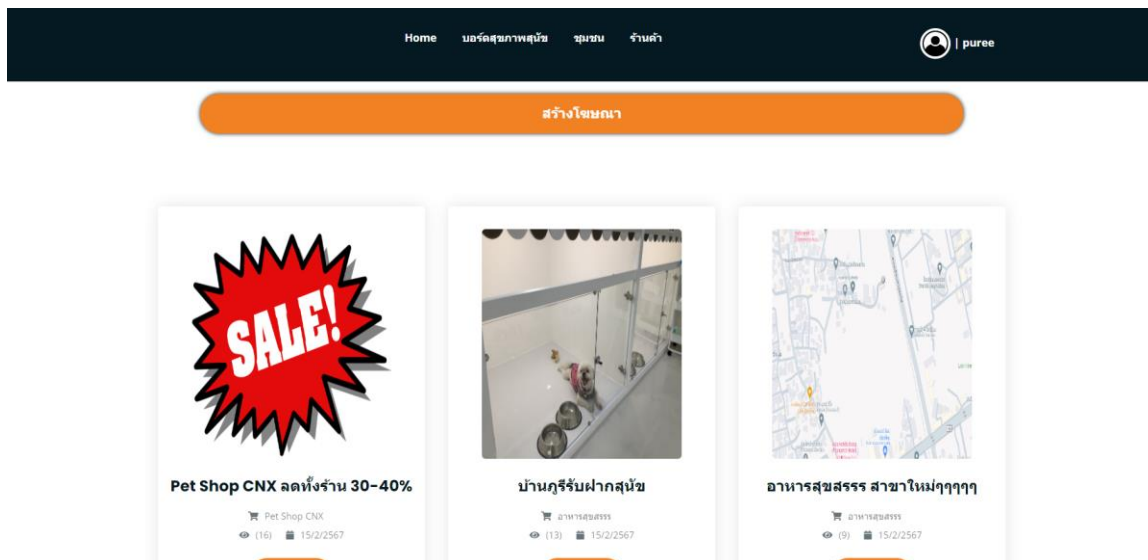 Home บอร์ดสุขภาพสุนัข ชุมชน ร้านค้า | puree
สร้างโฆษณา
SALE!
Pet Shop CNX ลดทั้งร้าน 30-40%
Pet Shop CNX
(16) 15/2/2567
บ้านภูรีรับฝากสุนัข
อาหารสุขสรรร
(13) 15/2/2567
อาหารสุขสรรร สาขาใหม่ๆๆๆๆๆ
อาหารสุขสรรร
(9) 15/2/2567